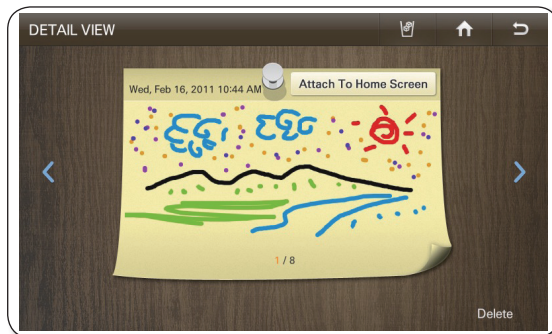 DETAIL VIEW
Wed, Feb 16, 2011 10:44 AM
Attach To Home Screen
1 / 8
Delete